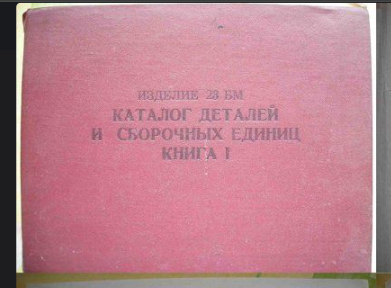 ИЗДЕЛИЕ 28 БМ
КАТАЛОГ ДЕТАЛЕЙ
И СБОРОЧНЫХ ЕДИНИЦ
КНИГА I